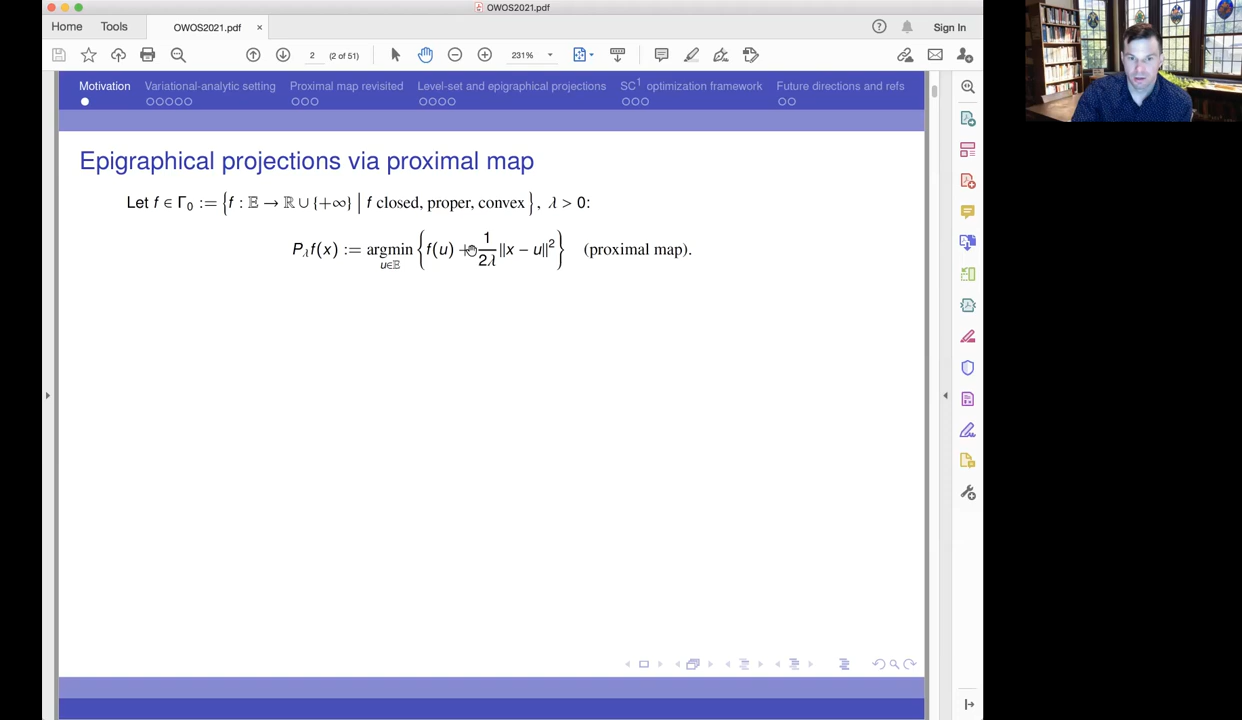 OWOS2021.pdf
Home Tools OWOS2021.pdf × Sign In
2 (2 of 51) 231%
Motivation Variational-analytic setting Proximal map revisited Level-set and epigraphical projections SC¹ optimization framework Future directions and refs
Epigraphical projections via proximal map
Let f ∈ Γ₀ := {f : 𝔼 → ℝ ∪ {+∞} | f closed, proper, convex}, λ > 0:
P_λ f(x) := argmin_{u∈𝔼} {f(u) + 1/2λ ||x − u||²} (proximal map).